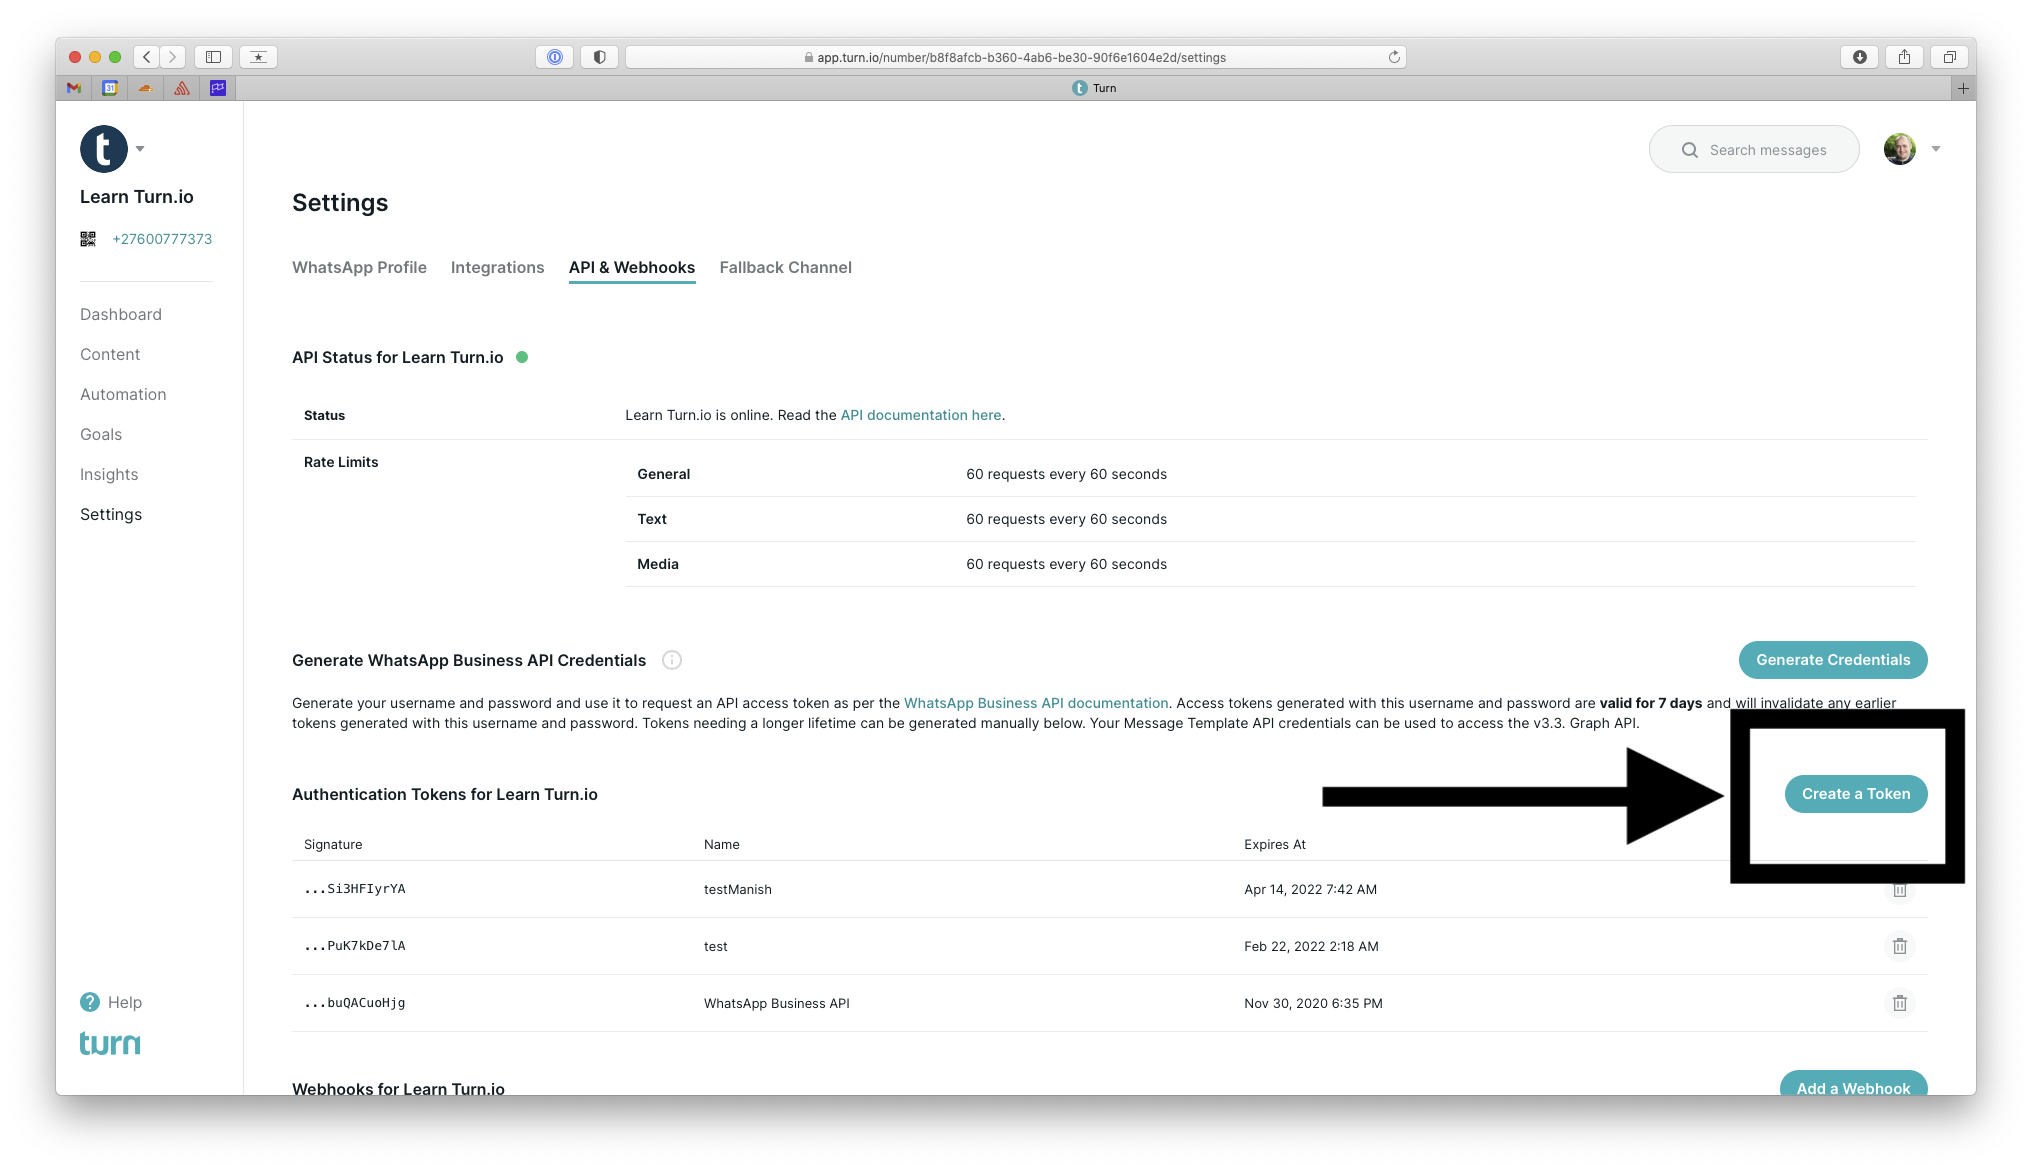 app.turn.io/number/b8f8afcb-b360-4ab6-be30-90f6e1604e2d/settings
31
t Turn
t
Search messages
Learn Turn.io
+27600777373
Settings
WhatsApp Profile Integrations API & Webhooks Fallback Channel
Dashboard
Content
Automation
Goals
Insights
Settings
API Status for Learn Turn.io
Status Learn Turn.io is online. Read the API documentation here.
Rate Limits
General 60 requests every 60 seconds
Text 60 requests every 60 seconds
Media 60 requests every 60 seconds
Generate WhatsApp Business API Credentials Generate Credentials
Generate your username and password and use it to request an API access token as per the WhatsApp Business API documentation. Access tokens generated with this username and password are valid for 7 days and will invalidate any earlier
tokens generated with this username and password. Tokens needing a longer lifetime can be generated manually below. Your Message Template API credentials can be used to access the v3.3. Graph API.
Authentication Tokens for Learn Turn.io Create a Token
Signature Name Expires At
...Si3HFIyrYA testManish Apr 14, 2022 7:42 AM
...PuK7kDe7lA test Feb 22, 2022 2:18 AM
...buQACuoHjg WhatsApp Business API Nov 30, 2020 6:35 PM
? Help
turn
Webhooks for Learn Turn.io Add a Webhook